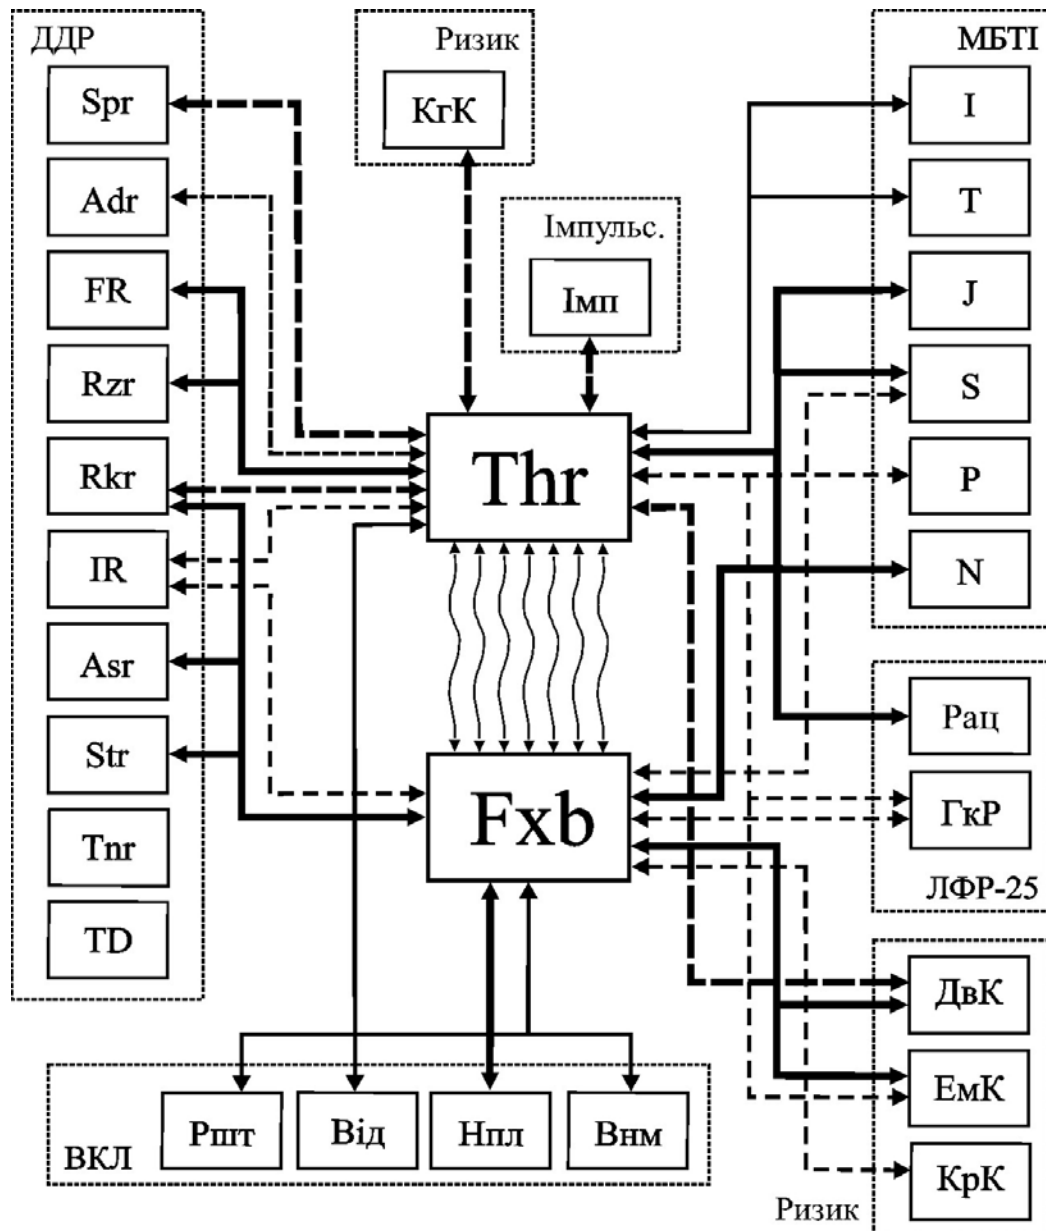 ДДР
Spr
Adr
FR
Rzr
Rkr
IR
Asr
Str
Tnr
TD
Ризик
КгК
Імпульс.
Імп
Thr
Fxb
МБТІ
I
T
J
S
P
N
Рац
ГкР
ЛФР-25
ДвК
ЕмК
КрК
Ризик
ВКЛ
Ршт
Від
Нпл
Внм